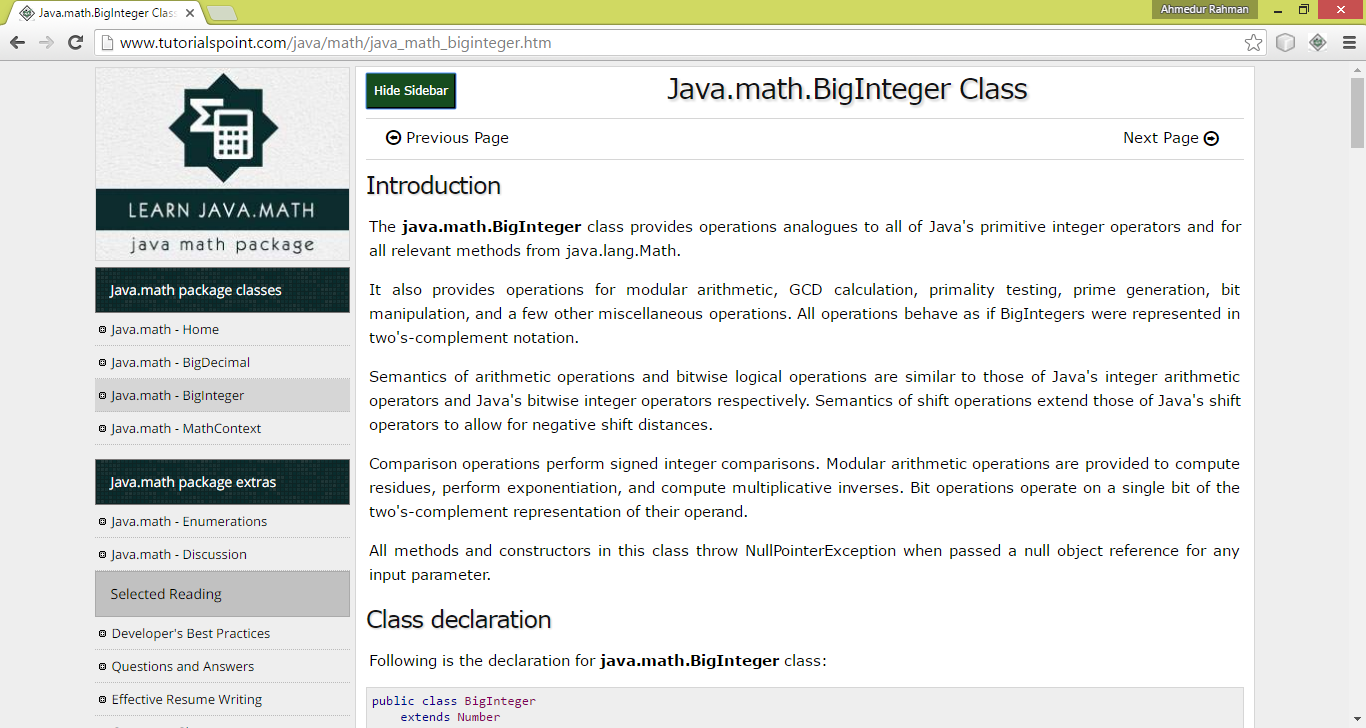 Java.math.BigInteger Clas
Ahmedur Rahman
www.tutorialspoint.com/java/math/java_math_biginteger.htm
LEARN JAVA.MATH
java math package
Java.math package classes
Java.math - Home
Java.math - BigDecimal
Java.math - BigInteger
Java.math - MathContext
Java.math package extras
Java.math - Enumerations
Java.math - Discussion
Selected Reading
Developer's Best Practices
Questions and Answers
Effective Resume Writing
Hide Sidebar
Java.math.BigInteger Class
Previous Page
Next Page
Introduction
The java.math.BigInteger class provides operations analogues to all of Java's primitive integer operators and for
all relevant methods from java.lang.Math.
It also provides operations for modular arithmetic, GCD calculation, primality testing, prime generation, bit
manipulation, and a few other miscellaneous operations. All operations behave as if BigIntegers were represented in
two's-complement notation.
Semantics of arithmetic operations and bitwise logical operations are similar to those of Java's integer arithmetic
operators and Java's bitwise integer operators respectively. Semantics of shift operations extend those of Java's shift
operators to allow for negative shift distances.
Comparison operations perform signed integer comparisons. Modular arithmetic operations are provided to compute
residues, perform exponentiation, and compute multiplicative inverses. Bit operations operate on a single bit of the
two's-complement representation of their operand.
All methods and constructors in this class throw NullPointerException when passed a null object reference for any
input parameter.
Class declaration
Following is the declaration for java.math.BigInteger class:
public class BigInteger
extends Number